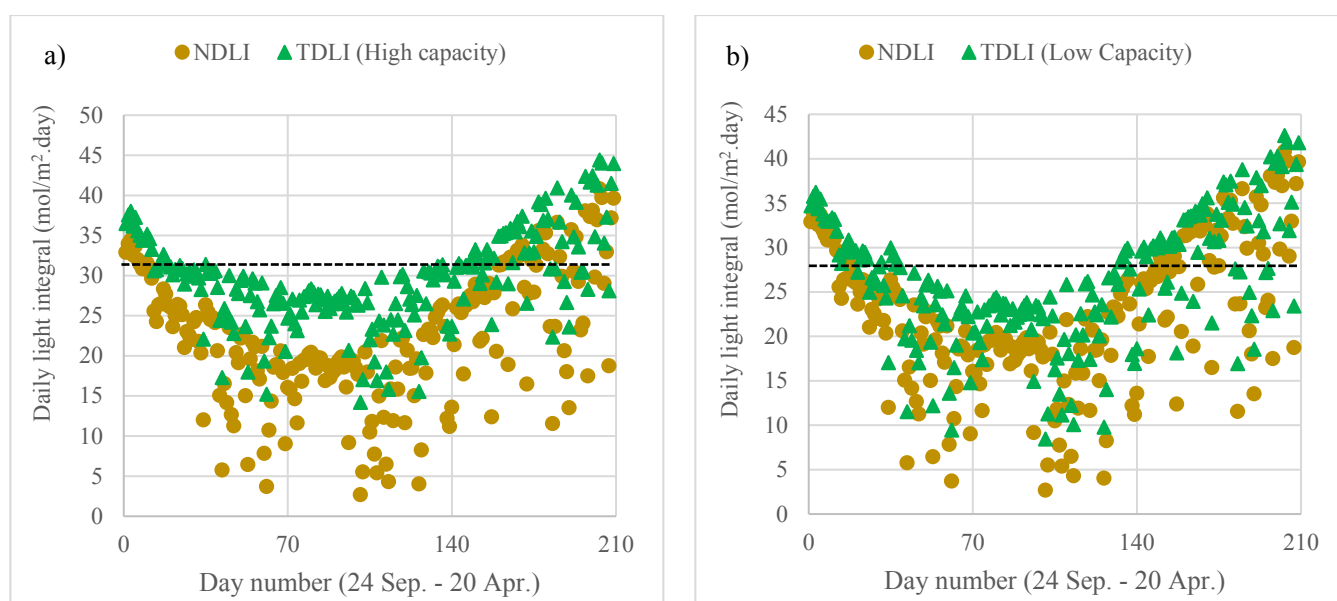 a)
NDLI TDLI (High capacity)
Daily light integral (mol/m².day)
50
45
40
35
30
25
20
15
10
5
0
0 70 140 210
Day number (24 Sep. - 20 Apr.)
b)
NDLI TDLI (Low Capacity)
Daily light integral (mol/m².day)
45
40
35
30
25
20
15
10
5
0
0 70 140 210
Day number (24 Sep. - 20 Apr.)